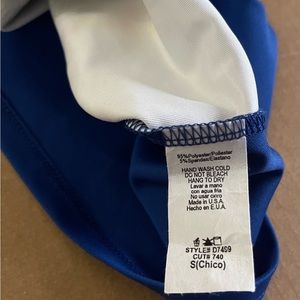 95%Polyester/Poliester
5%Spandex/Elastano
HAND WASH COLD
DO NOT BLEACH
HANG TO DRY
Lavar a mano
con agua fria
No usar cloro
Made in U.S.A.
Hecho en E.U.A.
STYLE# D7469
CUT# 740
S(Chico)